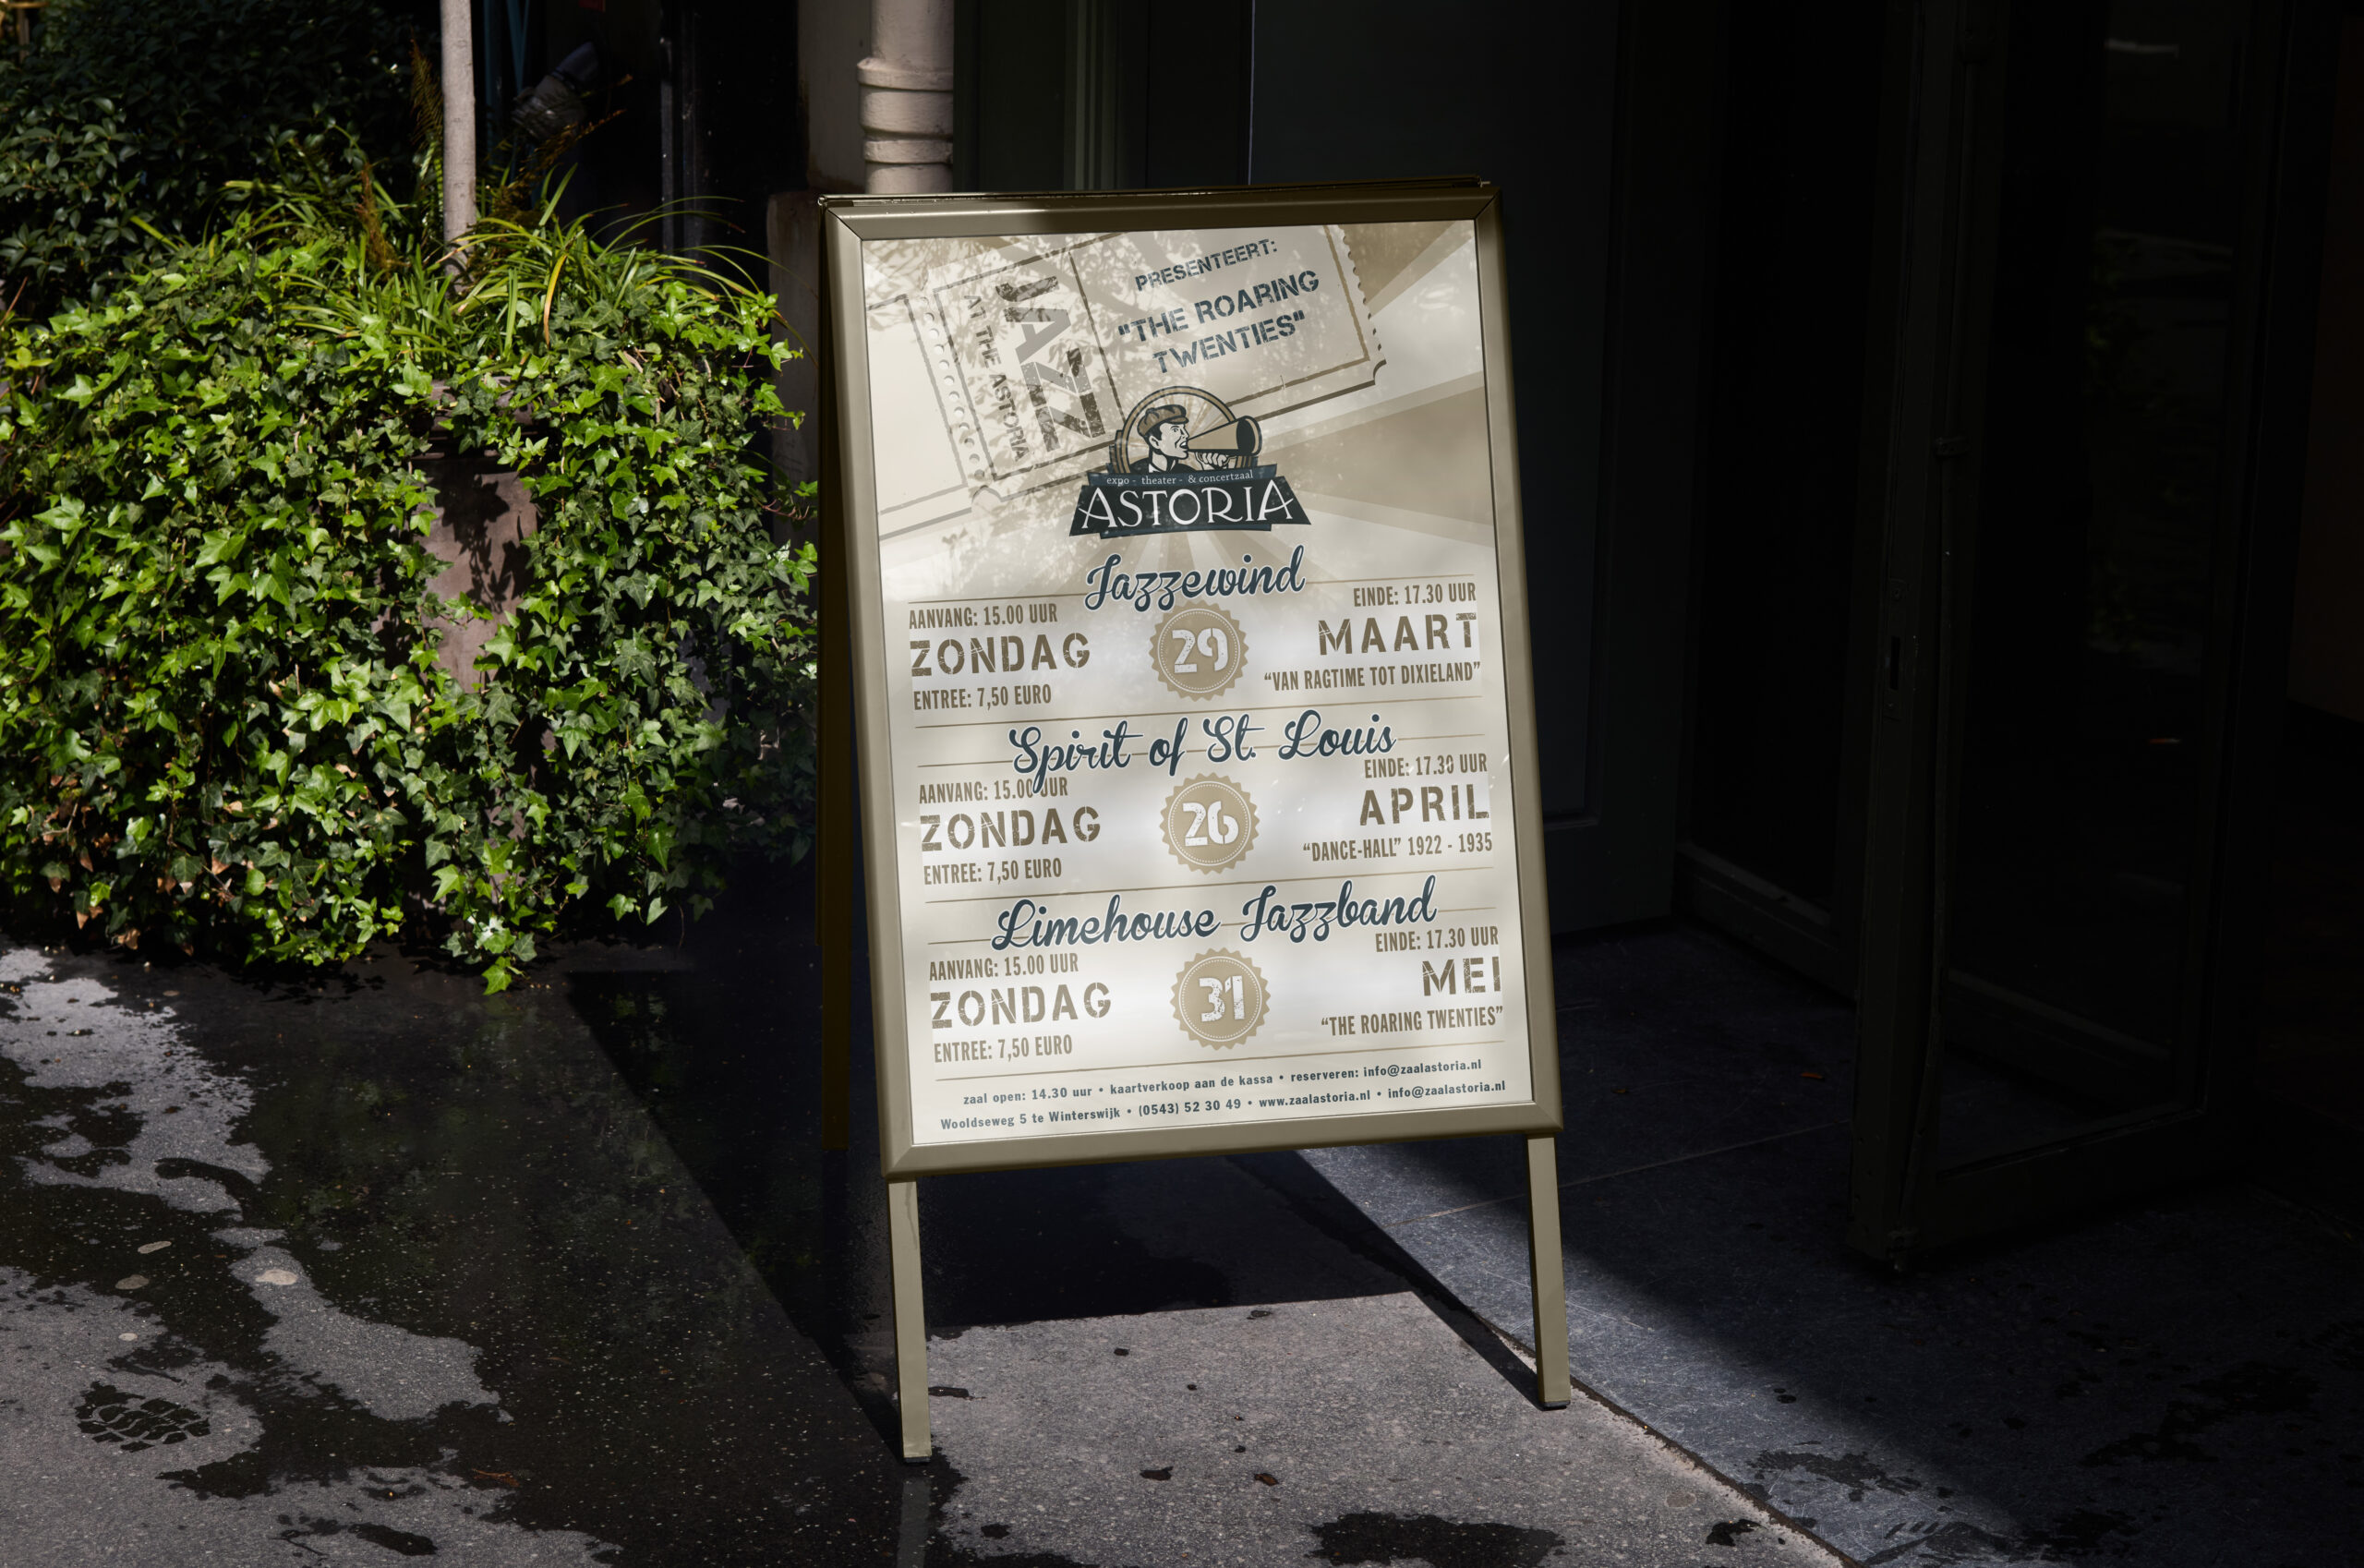 PRESENTEERT:
"THE ROARING
TWENTIES"
JAZZ
AT THE ASTORIA
expo - theater - & concertzaal
ASTORIA
Jazzewind
AANVANG: 15.00 UUR
EINDE: 17.30 UUR
ZONDAG 29 MAART
ENTREE: 7,50 EURO
“VAN RAGTIME TOT DIXIELAND”
Spirit of St. Louis
AANVANG: 15.00 UUR
EINDE: 17.30 UUR
ZONDAG 26 APRIL
ENTREE: 7,50 EURO
“DANCE-HALL” 1922 - 1935
Limehouse Jazzband
AANVANG: 15.00 UUR
EINDE: 17.30 UUR
ZONDAG 31 MEI
ENTREE: 7,50 EURO
“THE ROARING TWENTIES”
zaal open: 14.30 uur • kaartverkoop aan de kassa • reserveren: info@zaalastoria.nl
Wooldseweg 5 te Winterswijk • (0543) 52 30 49 • www.zaalastoria.nl • info@zaalastoria.nl